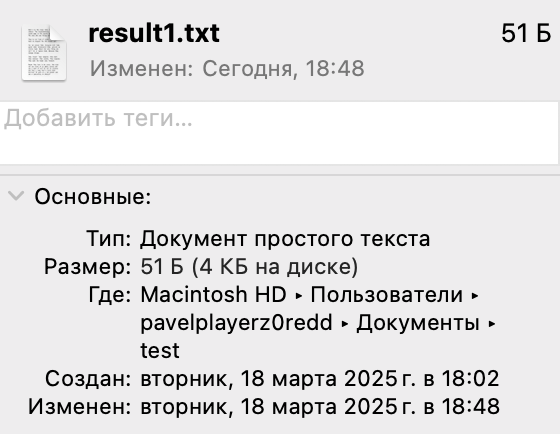 result1.txt 51 Б
Изменен: Сегодня, 18:48
Добавить теги...
Основные:
Тип: Документ простого текста
Размер: 51 Б (4 КБ на диске)
Где: Macintosh HD ▸ Пользователи ▸
pavelplayerz0redd ▸ Документы ▸
test
Создан: вторник, 18 марта 2025 г. в 18:02
Изменен: вторник, 18 марта 2025 г. в 18:48